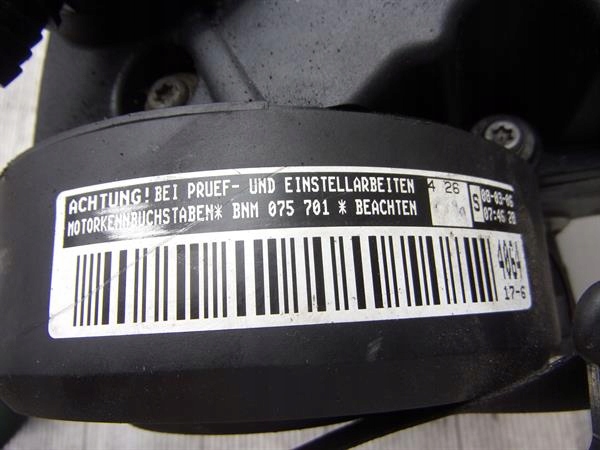 ACHTUNG! BEI PRUEF- UND EINSTELLARBEITEN
MOTORKENNBUCHSTABEN* BNM 075 701 * BEACHTEN
4 26
S
08-03-06
07:45 28
4064
17-6